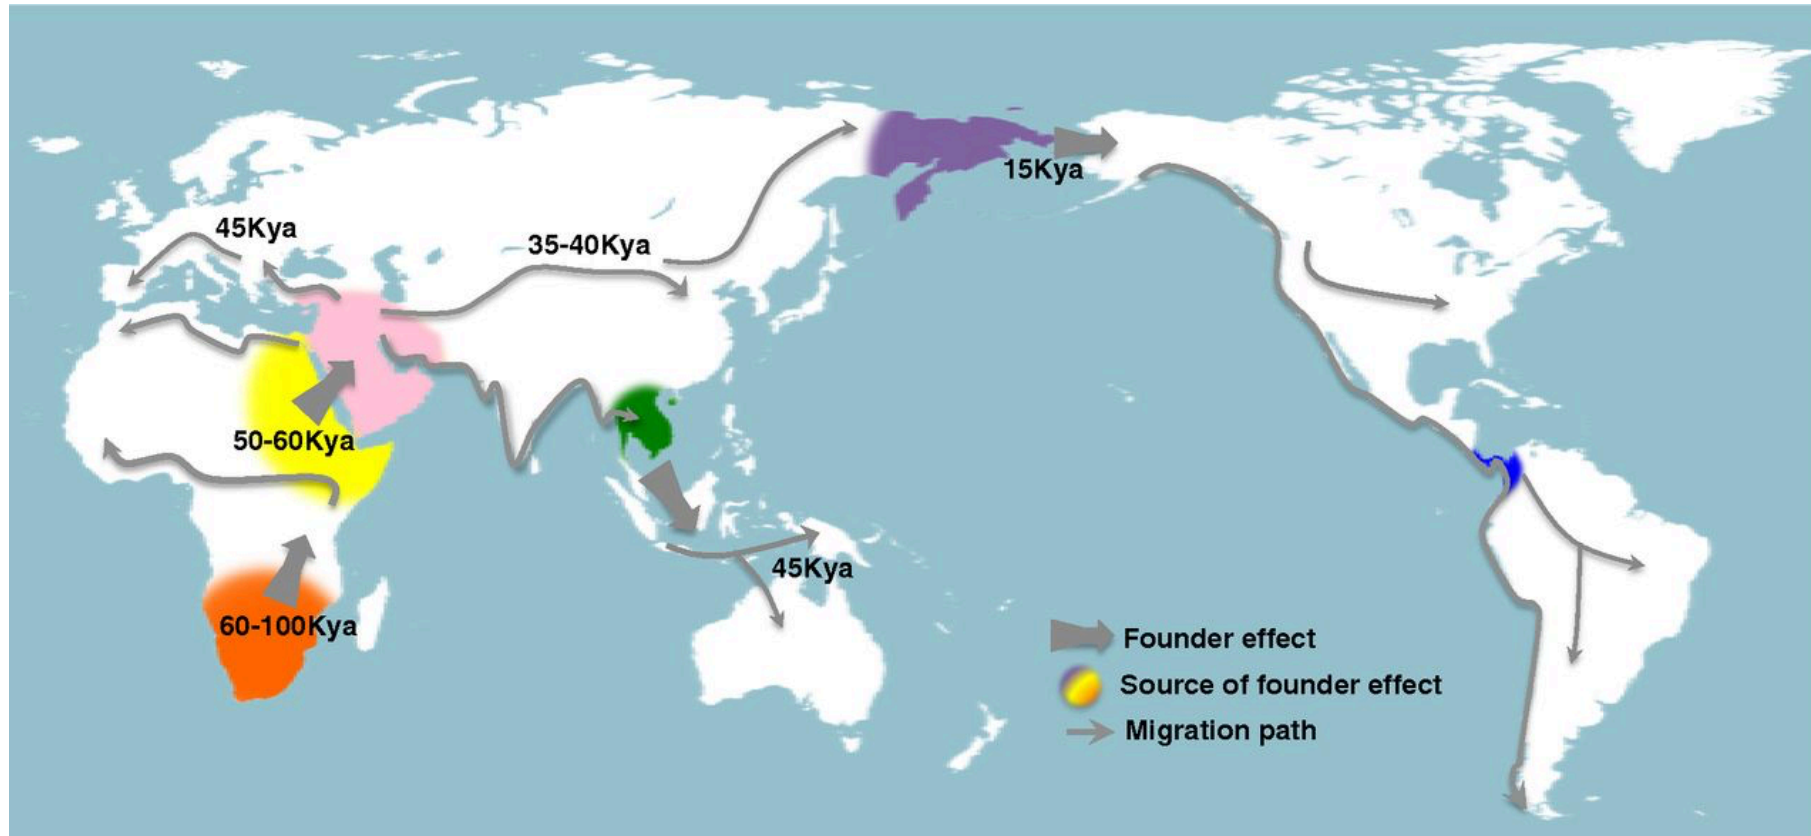 15Kya
45Kya
35-40Kya
50-60Kya
45Kya
60-100Kya
Founder effect
Source of founder effect
Migration path